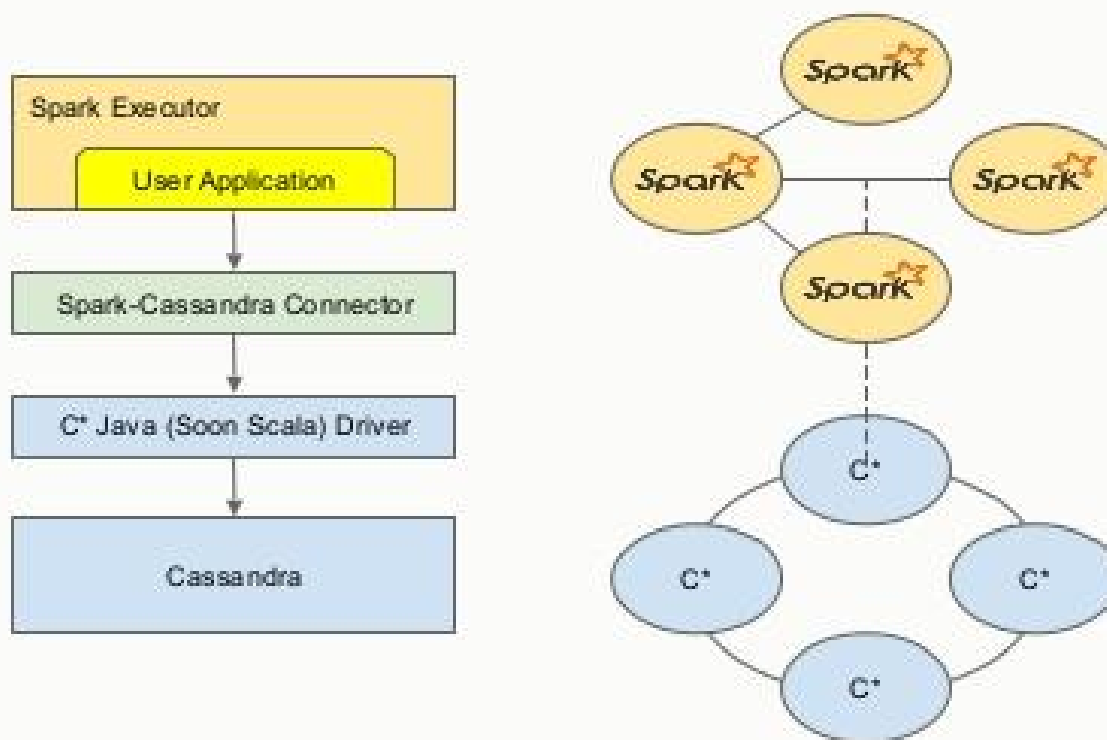 Spark Executor
User Application
Spark-Cassandra Connector
C* Java (Soon Scala) Driver
Cassandra
Spark
Spark
Spark
Spark
C*
C*
C*
C*